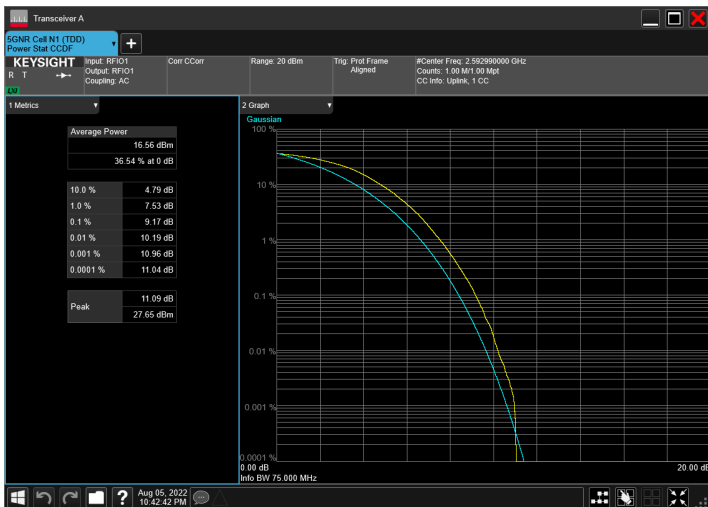 Transceiver A
5GNR Cell N1 (TDD)
Power Stat CCDF
KEYSIGHT
R T
LXI
Input: RFIO1
Output: RFIO1
Coupling: AC
Corr CCorr
Range: 20 dBm
Trig: Prot Frame
Aligned
#Center Freq: 2.592990000 GHz
Counts: 1.00 M/1.00 Mpt
CC Info: Uplink, 1 CC
1 Metrics
2 Graph
Average Power
16.56 dBm
36.54 % at 0 dB
10.0 % 4.79 dB
1.0 % 7.53 dB
0.1 % 9.17 dB
0.01 % 10.19 dB
0.001 % 10.96 dB
0.0001 % 11.04 dB
Peak
11.09 dB
27.65 dBm
Gaussian
100 %
10 %
1 %
0.1 %
0.01 %
0.001 %
0.0001 %
0.00 dB
20.00 dB
Info BW 75.000 MHz
?
Aug 05, 2022
10:42:42 PM